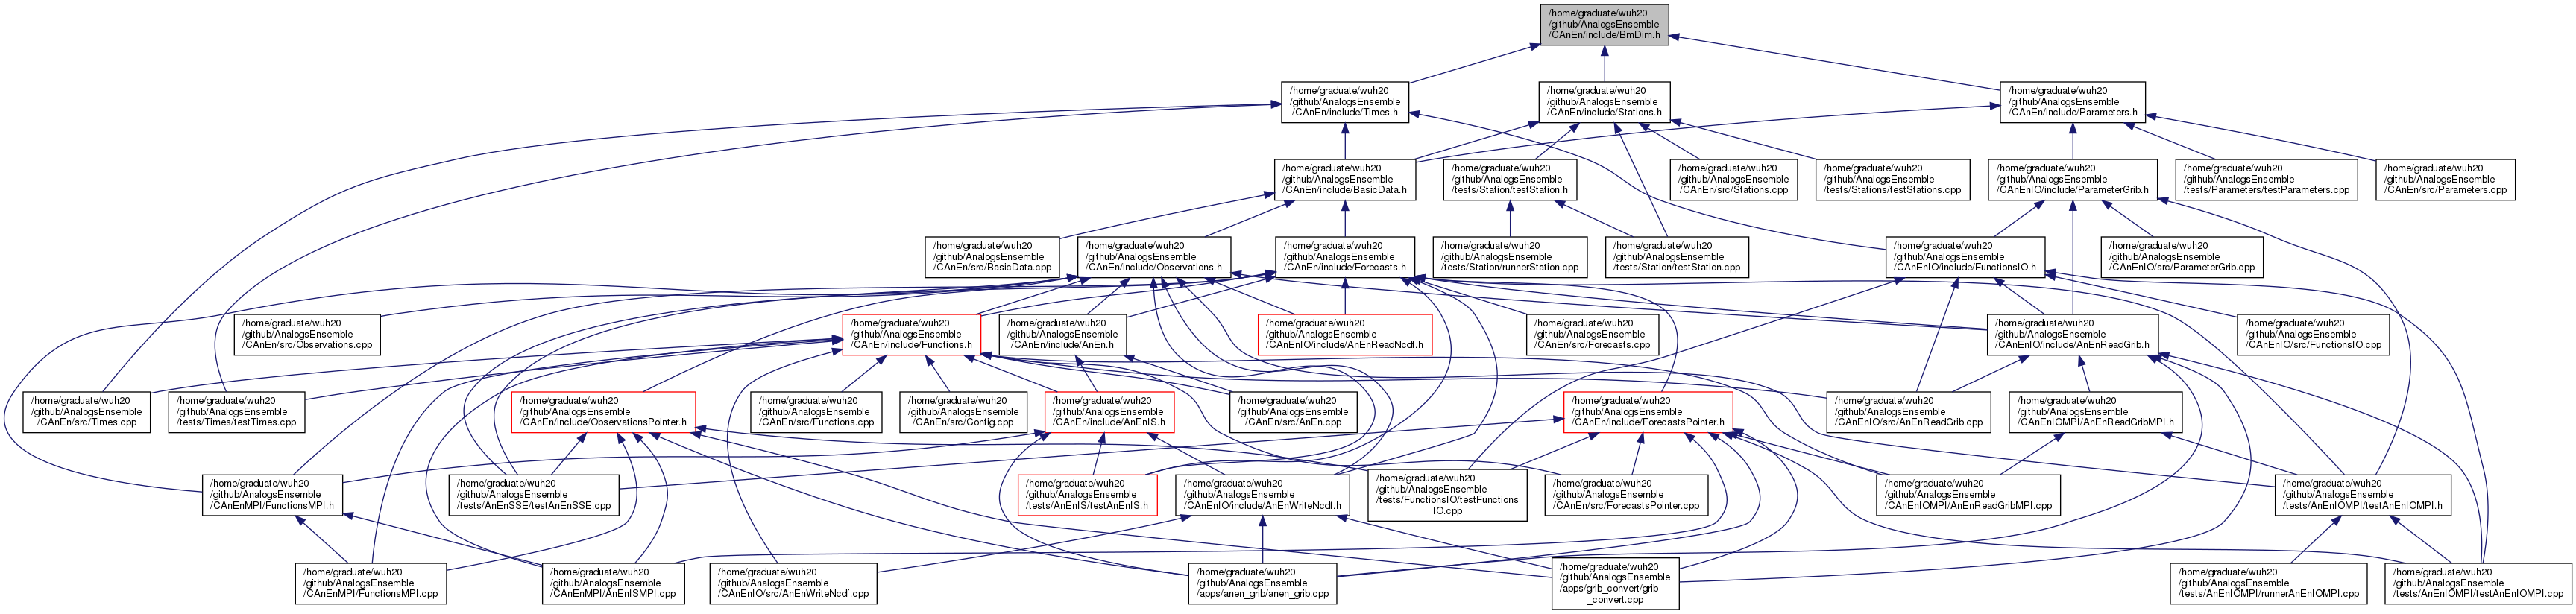 /home/graduate/wuh20
/github/AnalogsEnsemble
/CAnEn/include/BmDim.h
/home/graduate/wuh20
/github/AnalogsEnsemble
/CAnEn/include/Times.h
/home/graduate/wuh20
/github/AnalogsEnsemble
/CAnEn/include/Stations.h
/home/graduate/wuh20
/github/AnalogsEnsemble
/CAnEn/include/Parameters.h
/home/graduate/wuh20
/github/AnalogsEnsemble
/CAnEn/include/BasicData.h
/home/graduate/wuh20
/github/AnalogsEnsemble
/tests/Station/testStation.h
/home/graduate/wuh20
/github/AnalogsEnsemble
/CAnEn/src/Stations.cpp
/home/graduate/wuh20
/github/AnalogsEnsemble
/tests/Stations/testStations.cpp
/home/graduate/wuh20
/github/AnalogsEnsemble
/CAnEnIO/include/ParameterGrib.h
/home/graduate/wuh20
/github/AnalogsEnsemble
/tests/Parameters/testParameters.cpp
/home/graduate/wuh20
/github/AnalogsEnsemble
/CAnEn/src/Parameters.cpp
/home/graduate/wuh20
/github/AnalogsEnsemble
/CAnEn/src/BasicData.cpp
/home/graduate/wuh20
/github/AnalogsEnsemble
/CAnEn/include/Observations.h
/home/graduate/wuh20
/github/AnalogsEnsemble
/CAnEn/include/Forecasts.h
/home/graduate/wuh20
/github/AnalogsEnsemble
/tests/Station/runnerStation.cpp
/home/graduate/wuh20
/github/AnalogsEnsemble
/tests/Station/testStation.cpp
/home/graduate/wuh20
/github/AnalogsEnsemble
/CAnEnIO/include/FunctionsIO.h
/home/graduate/wuh20
/github/AnalogsEnsemble
/CAnEnIO/src/ParameterGrib.cpp
/home/graduate/wuh20
/github/AnalogsEnsemble
/CAnEn/src/Observations.cpp
/home/graduate/wuh20
/github/AnalogsEnsemble
/CAnEn/include/Functions.h
/home/graduate/wuh20
/github/AnalogsEnsemble
/CAnEn/include/AnEn.h
/home/graduate/wuh20
/github/AnalogsEnsemble
/CAnEnIO/include/AnEnReadNcdf.h
/home/graduate/wuh20
/github/AnalogsEnsemble
/CAnEn/src/Forecasts.cpp
/home/graduate/wuh20
/github/AnalogsEnsemble
/CAnEnIO/include/AnEnReadGrib.h
/home/graduate/wuh20
/github/AnalogsEnsemble
/CAnEnIO/src/FunctionsIO.cpp
/home/graduate/wuh20
/github/AnalogsEnsemble
/CAnEn/src/Times.cpp
/home/graduate/wuh20
/github/AnalogsEnsemble
/tests/Times/testTimes.cpp
/home/graduate/wuh20
/github/AnalogsEnsemble
/CAnEn/include/ObservationsPointer.h
/home/graduate/wuh20
/github/AnalogsEnsemble
/CAnEn/src/Functions.cpp
/home/graduate/wuh20
/github/AnalogsEnsemble
/CAnEn/src/Config.cpp
/home/graduate/wuh20
/github/AnalogsEnsemble
/CAnEn/include/AnEnIS.h
/home/graduate/wuh20
/github/AnalogsEnsemble
/CAnEn/src/AnEn.cpp
/home/graduate/wuh20
/github/AnalogsEnsemble
/CAnEn/include/ForecastsPointer.h
/home/graduate/wuh20
/github/AnalogsEnsemble
/CAnEnIO/src/AnEnReadGrib.cpp
/home/graduate/wuh20
/github/AnalogsEnsemble
/CAnEnIOMPI/AnEnReadGribMPI.h
/home/graduate/wuh20
/github/AnalogsEnsemble
/CAnEnMPI/FunctionsMPI.h
/home/graduate/wuh20
/github/AnalogsEnsemble
/tests/AnEnSSE/testAnEnSSE.cpp
/home/graduate/wuh20
/github/AnalogsEnsemble
/tests/AnEnIS/testAnEnIS.h
/home/graduate/wuh20
/github/AnalogsEnsemble
/CAnEnIO/include/AnEnWriteNcdf.h
/home/graduate/wuh20
/github/AnalogsEnsemble
/tests/FunctionsIO/testFunctions
IO.cpp
/home/graduate/wuh20
/github/AnalogsEnsemble
/CAnEn/src/ForecastsPointer.cpp
/home/graduate/wuh20
/github/AnalogsEnsemble
/CAnEnIOMPI/AnEnReadGribMPI.cpp
/home/graduate/wuh20
/github/AnalogsEnsemble
/tests/AnEnIOMPI/testAnEnIOMPI.h
/home/graduate/wuh20
/github/AnalogsEnsemble
/CAnEnMPI/FunctionsMPI.cpp
/home/graduate/wuh20
/github/AnalogsEnsemble
/CAnEnMPI/AnEnISMPI.cpp
/home/graduate/wuh20
/github/AnalogsEnsemble
/CAnEnIO/src/AnEnWriteNcdf.cpp
/home/graduate/wuh20
/github/AnalogsEnsemble
/apps/anen_grib/anen_grib.cpp
/home/graduate/wuh20
/github/AnalogsEnsemble
/apps/grib_convert/grib
_convert.cpp
/home/graduate/wuh20
/github/AnalogsEnsemble
/tests/AnEnIOMPI/runnerAnEnIOMPI.cpp
/home/graduate/wuh20
/github/AnalogsEnsemble
/tests/AnEnIOMPI/testAnEnIOMPI.cpp